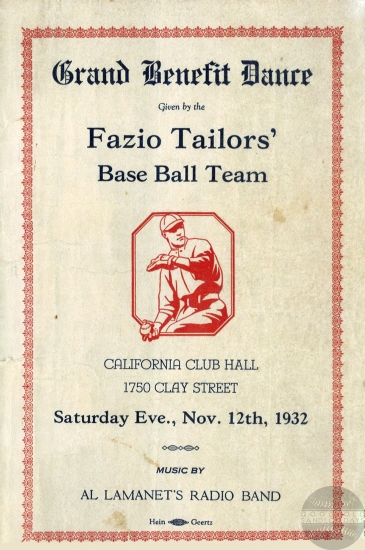 Grand Benefit Dance
Given by the
Fazio Tailors'
Base Ball Team
CALIFORNIA CLUB HALL
1750 CLAY STREET
Saturday Eve., Nov. 12th, 1932
MUSIC BY
AL LAMANET'S RADIO BAND
Hein Geertz